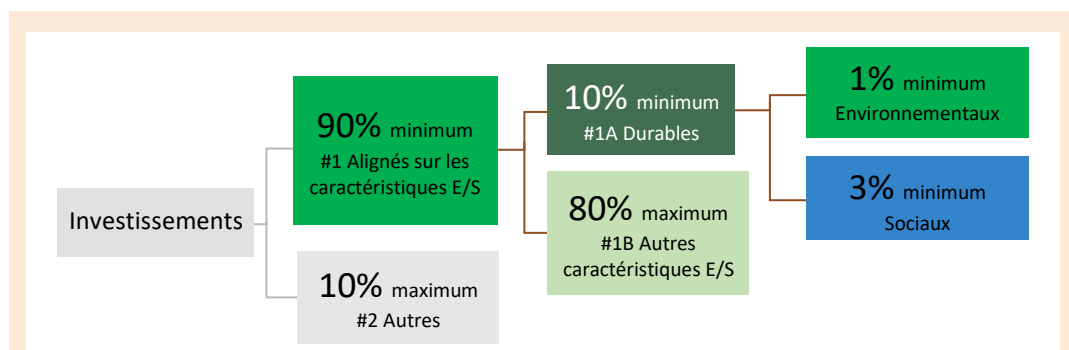 Investissements
90% minimum
#1 Alignés sur les
caractéristiques E/S
10% maximum
#2 Autres
10% minimum
#1A Durables
80% maximum
#1B Autres
caractéristiques E/S
1% minimum
Environnementaux
3% minimum
Sociaux